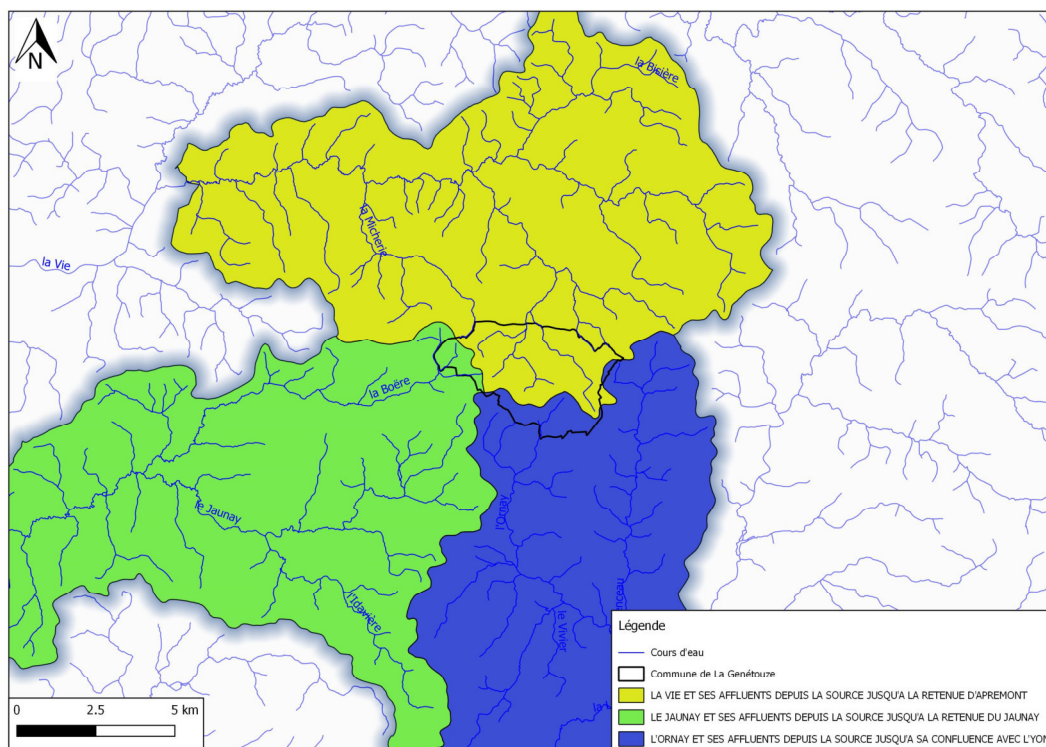 N
la Bisière
la Micherie
la Vie
la Boëre
le Jaunay
l'Ornay
l'Idavière
le Vivier
Légende
Cours d'eau
Commune de La Genétouze
LA VIE ET SES AFFLUENTS DEPUIS LA SOURCE JUSQU'A LA RETENUE D'APREMONT
LE JAUNAY ET SES AFFLUENTS DEPUIS LA SOURCE JUSQU'A LA RETENUE DU JAUNAY
L'ORNAY ET SES AFFLUENTS DEPUIS LA SOURCE JUSQU'A SA CONFLUENCE AVEC L'YON
0 2.5 5 km